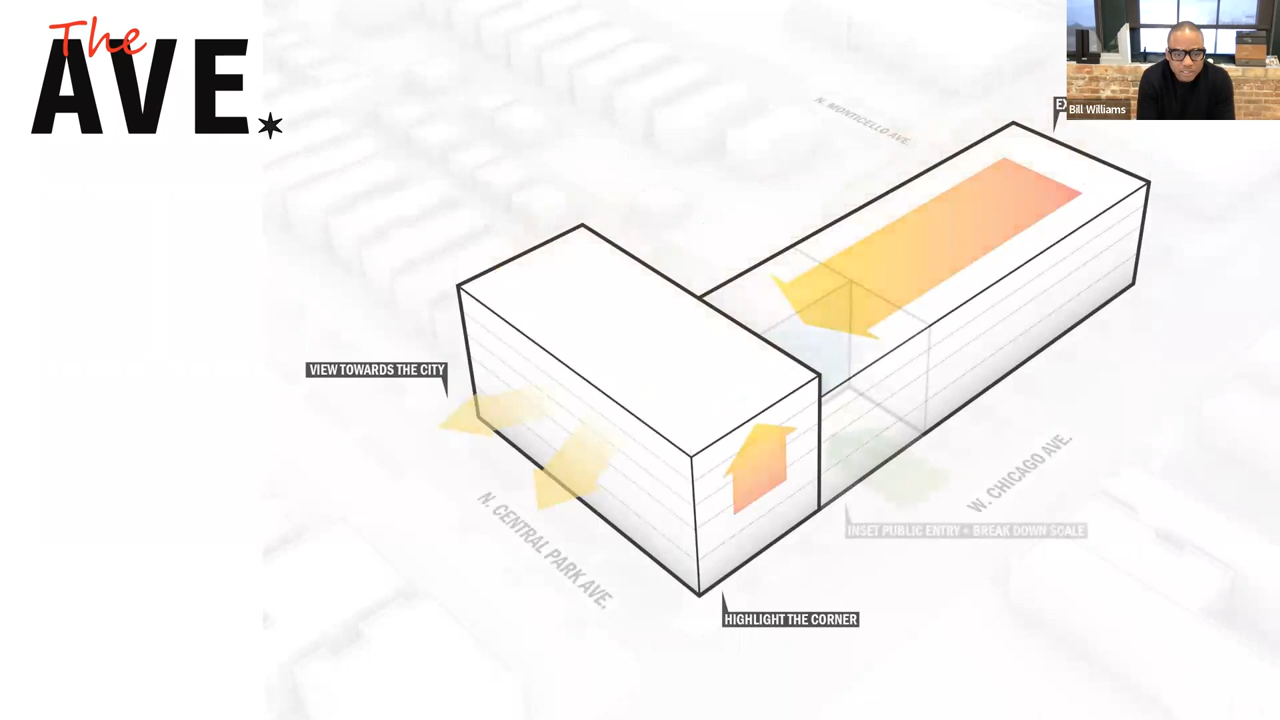 The
AVE.
N. MONTICELLO AVE.
Bill Williams
VIEW TOWARDS THE CITY
W. CHICAGO AVE.
N. CENTRAL PARK AVE.
INSET PUBLIC ENTRY + BREAK DOWN SCALE
HIGHLIGHT THE CORNER